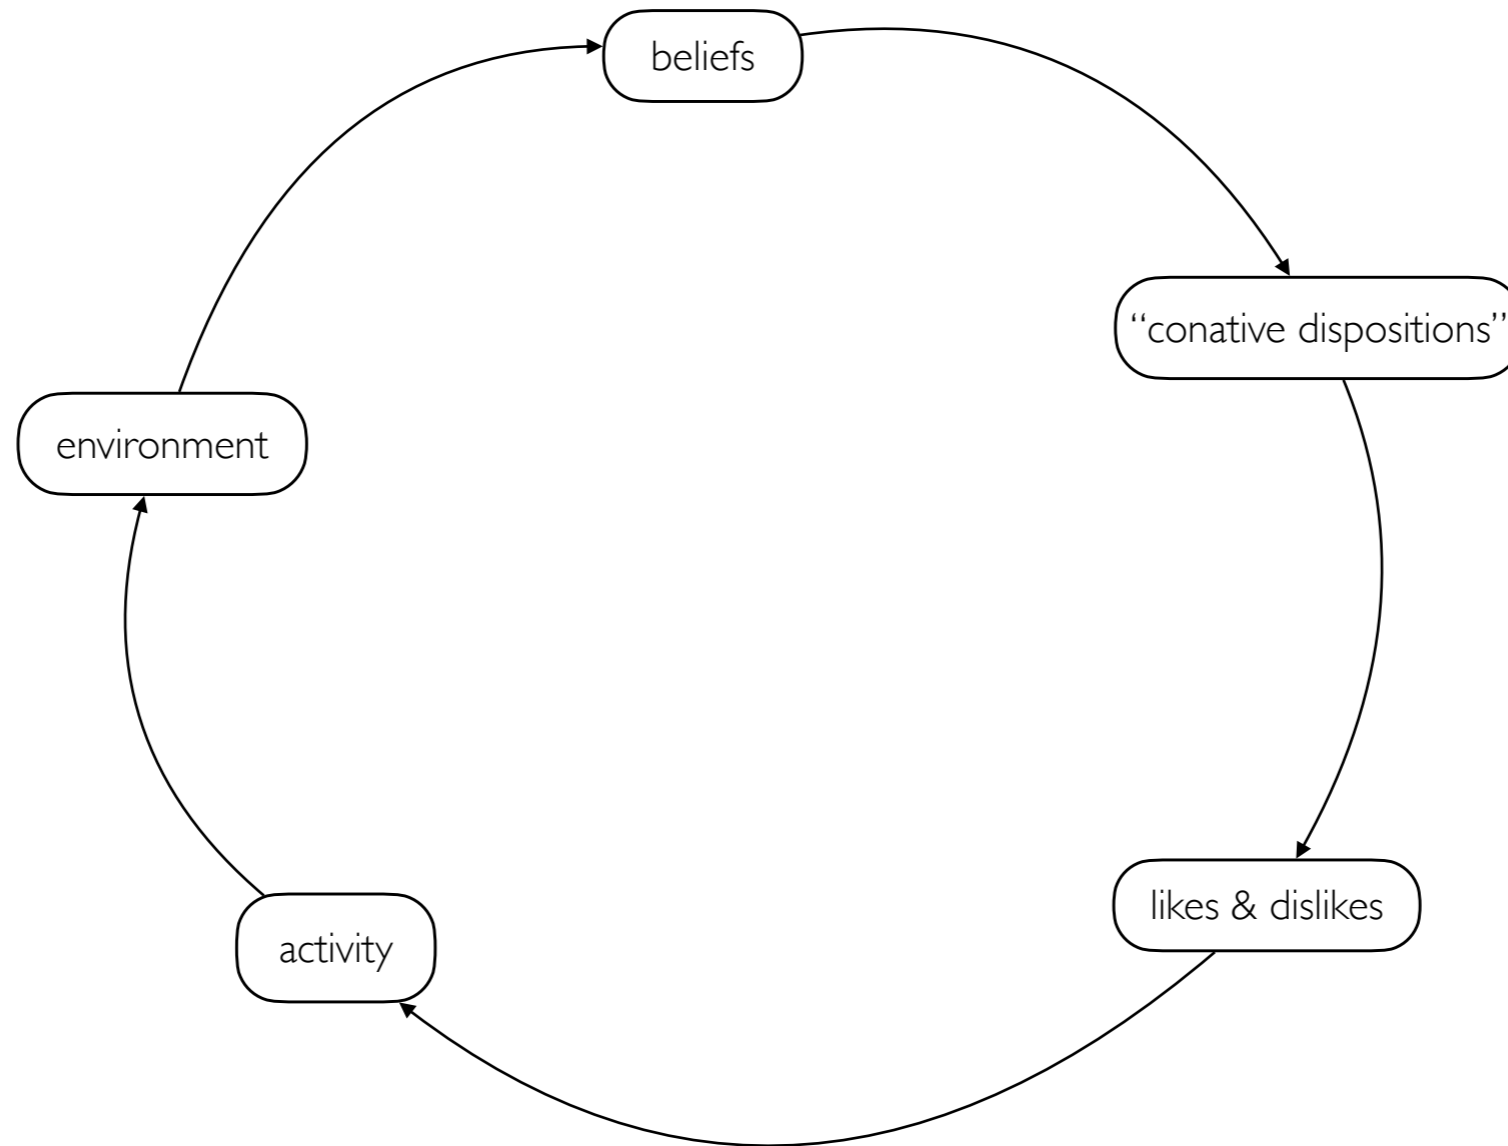 beliefs
“conative dispositions”
environment
likes & dislikes
activity